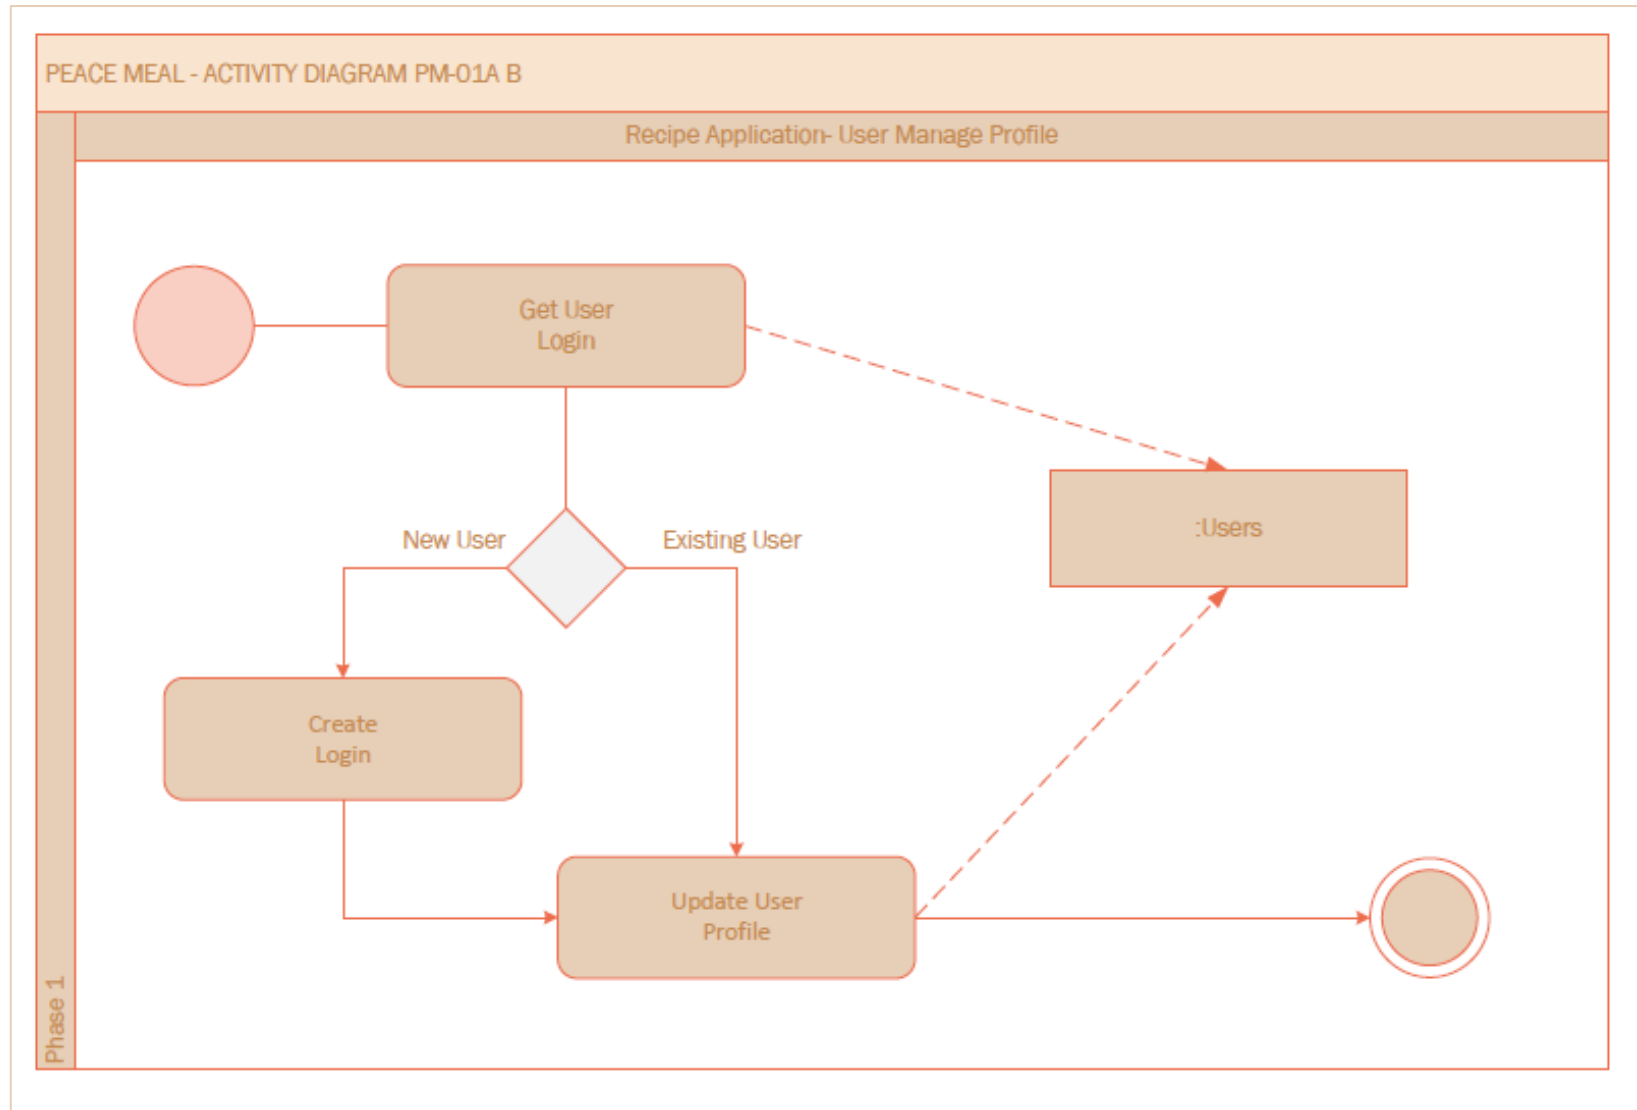 PEACE MEAL - ACTIVITY DIAGRAM PM-01A B
Recipe Application- User Manage Profile
Get User
Login
:Users
New User
Existing User
Create
Login
Update User
Profile
Phase 1